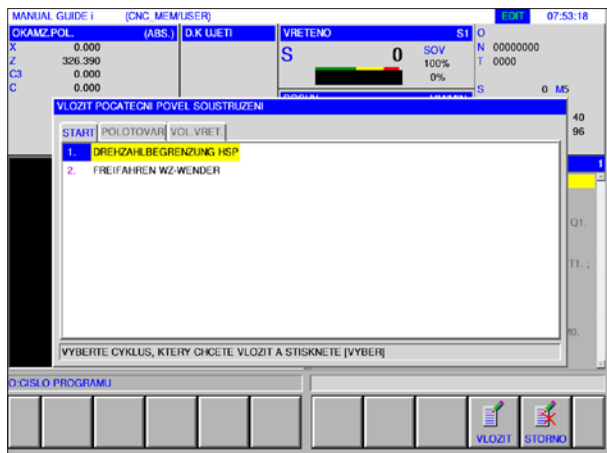 MANUAL GUIDE i (CNC_MEM/USER) EDIT 07:53:18
OKAMZ.POL. (ABS.) D.K UJETI VRETENO S1 O
X 0.000 S 0 SOV N 00000000
Z 326.390 100% T 0000
C3 0.000 0%
C 0.000 S 0 M5
VLOZIT POCATECNI POVEL SOUSTRUZENI
40
START POLOTOVAR VOL.VRET. 96
1. DREHZAHLBEGRENZUNG HSP 1
2. FREIFAHREN WZ-WENDER
Q1.
T1. ;
VYBERTE CYKLUS, KTERY CHCETE VLOZIT A STISKNETE [VYBER]
O:CISLO PROGRAMU
VLOZIT STORNO